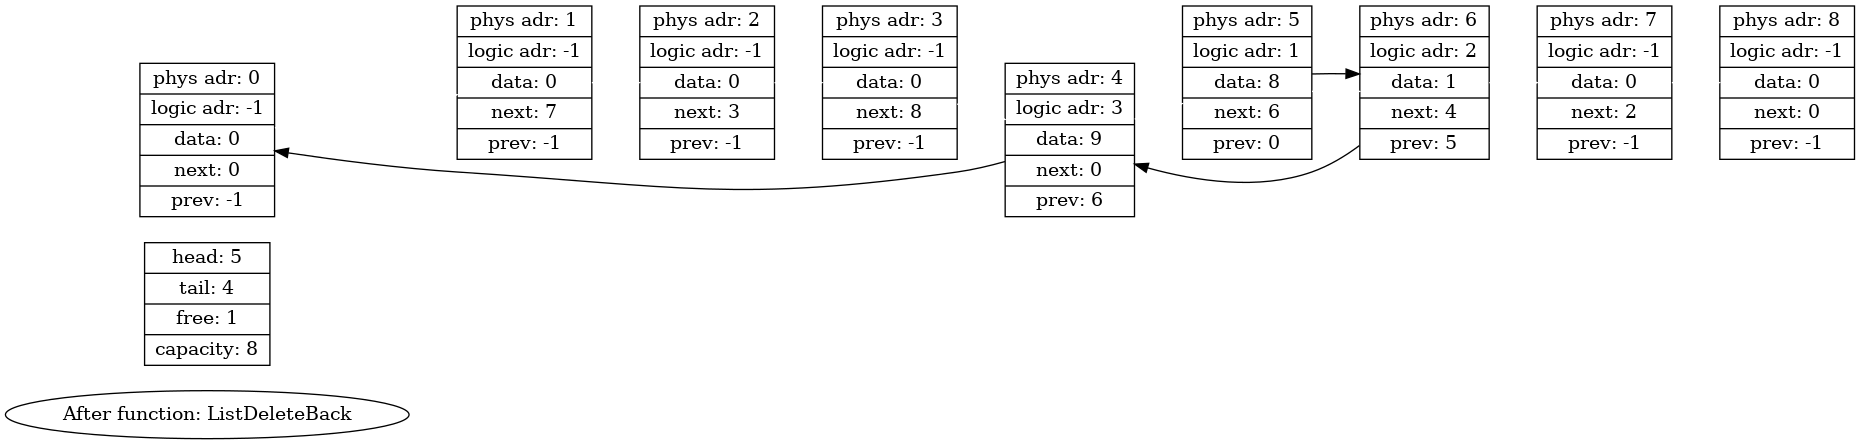 phys adr: 0
logic adr: -1
data: 0
next: 0
prev: -1
phys adr: 1
logic adr: -1
data: 0
next: 7
prev: -1
phys adr: 2
logic adr: -1
data: 0
next: 3
prev: -1
phys adr: 3
logic adr: -1
data: 0
next: 8
prev: -1
phys adr: 4
logic adr: 3
data: 9
next: 0
prev: 6
phys adr: 5
logic adr: 1
data: 8
next: 6
prev: 0
phys adr: 6
logic adr: 2
data: 1
next: 4
prev: 5
phys adr: 7
logic adr: -1
data: 0
next: 2
prev: -1
phys adr: 8
logic adr: -1
data: 0
next: 0
prev: -1
head: 5
tail: 4
free: 1
capacity: 8
After function: ListDeleteBack